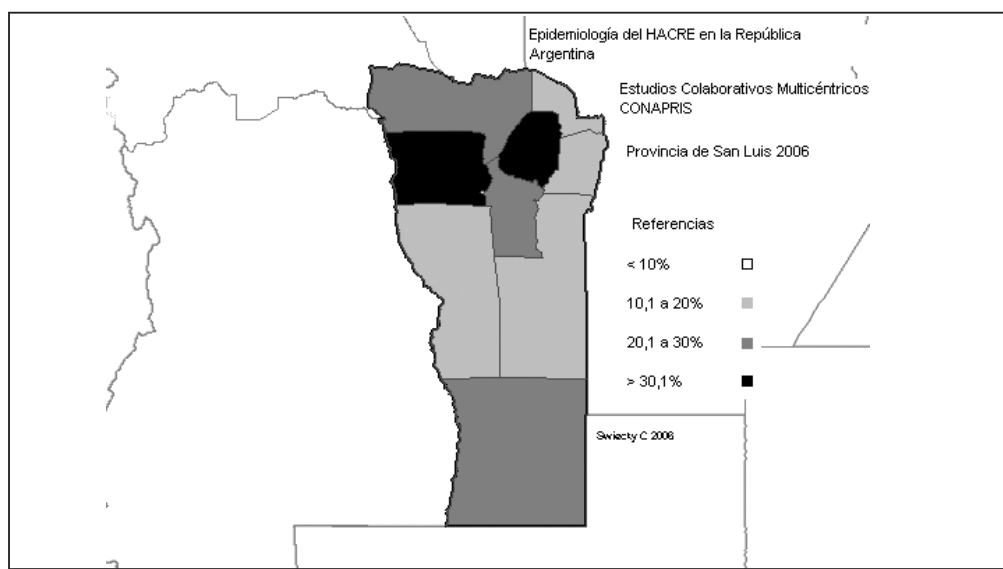 Epidemiología del HACRE en la República
Argentina
Estudios Colaborativos Multicéntricos
CONAPRIS
Provincia de San Luis 2006
Referencias
< 10%
10,1 a 20%
20,1 a 30%
> 30,1%
Swiecky C 2006